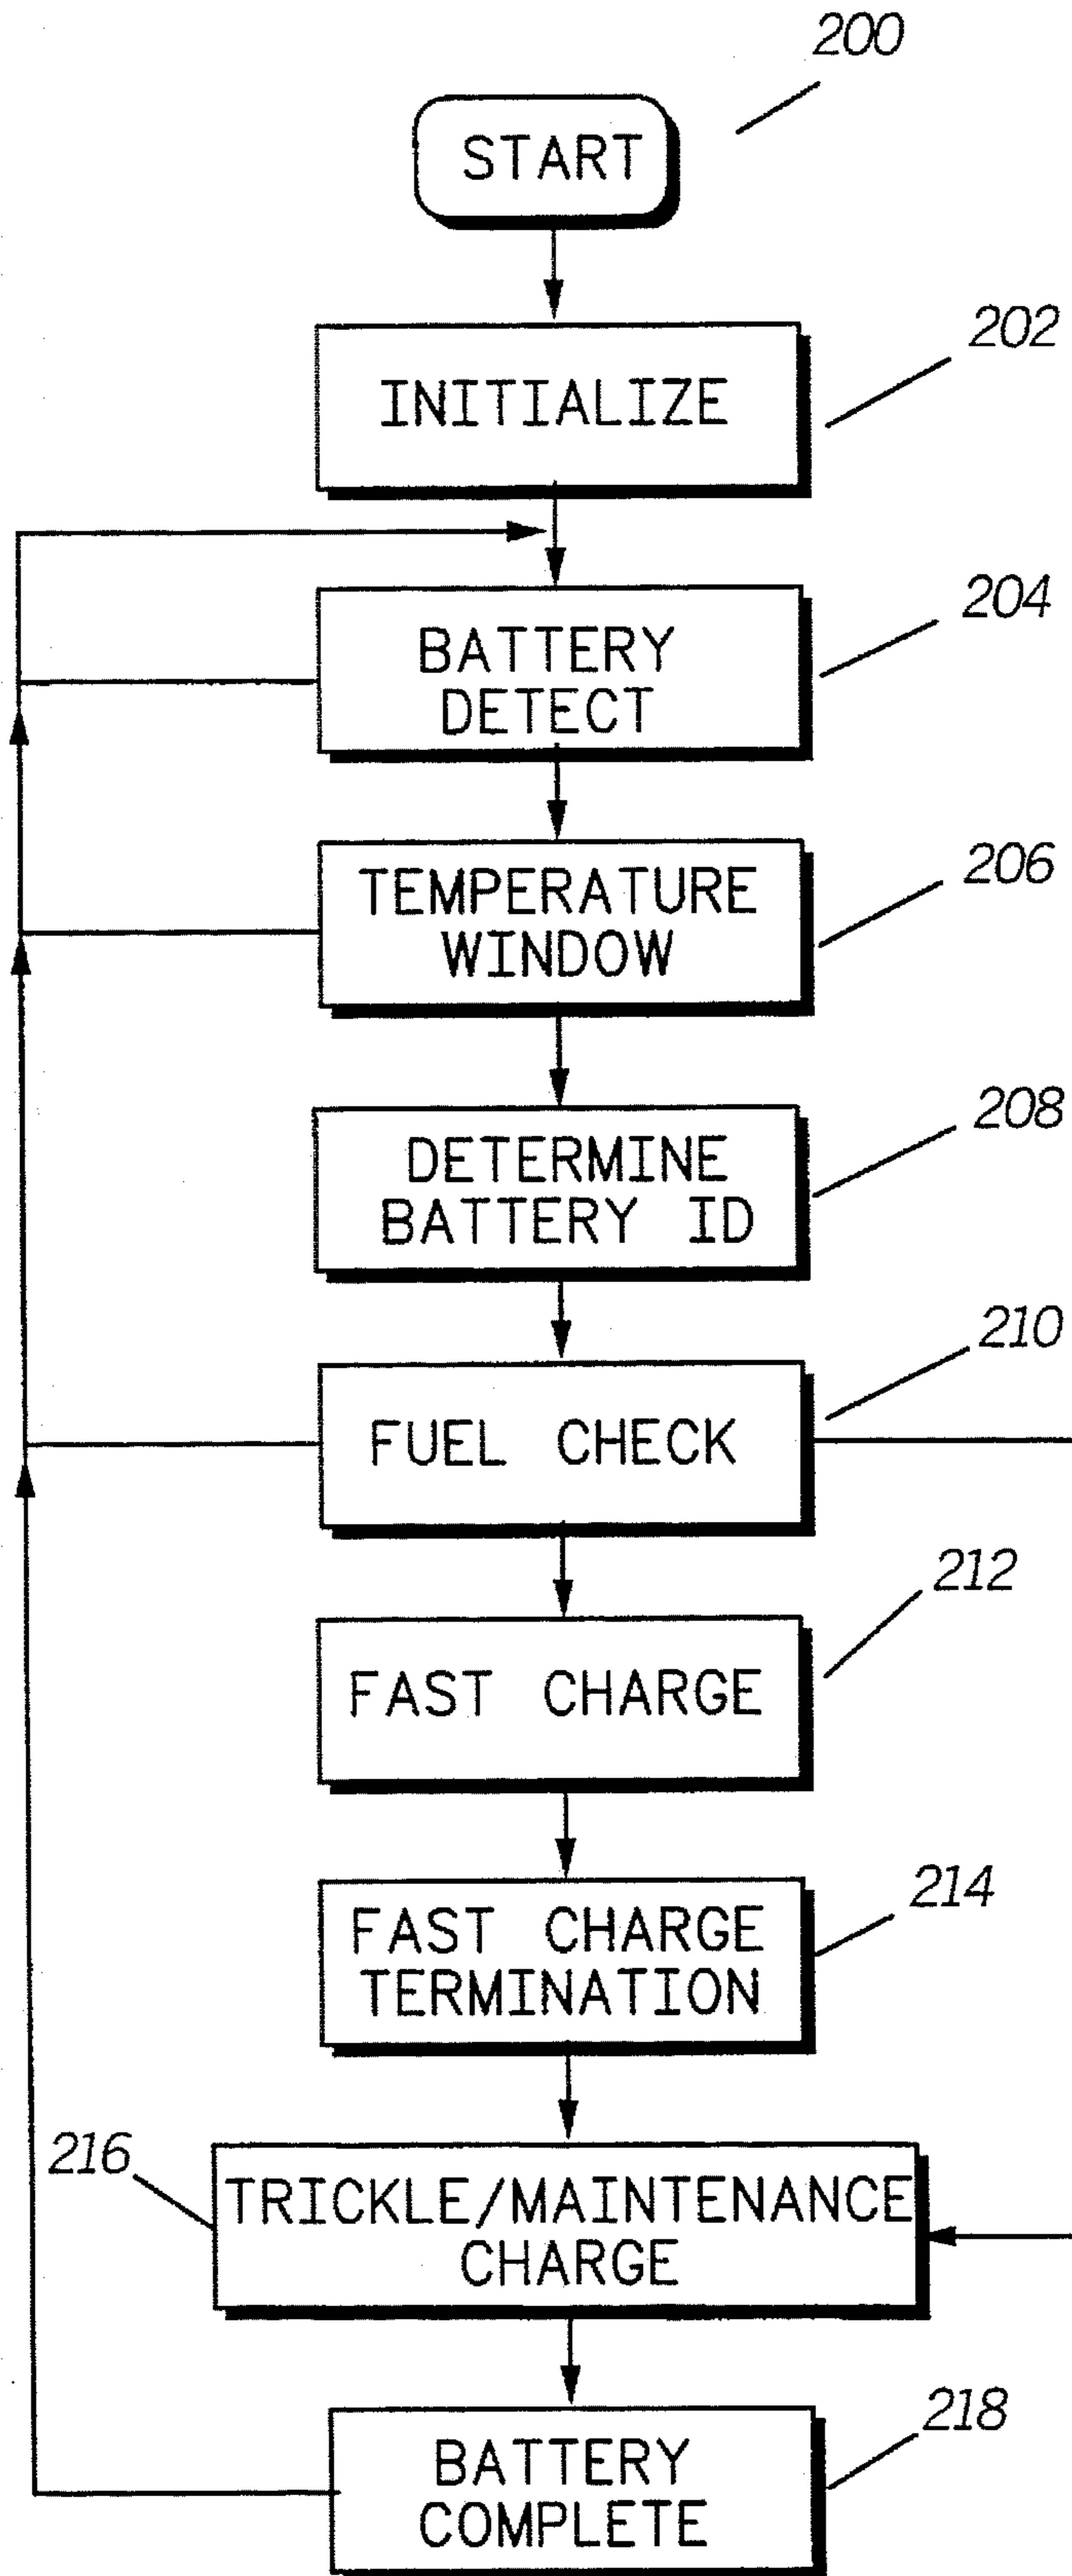 200
START
202
INITIALIZE
204
BATTERY
DETECT
206
TEMPERATURE
WINDOW
208
DETERMINE
BATTERY ID
210
FUEL CHECK
212
FAST CHARGE
214
FAST CHARGE
TERMINATION
216
TRICKLE/MAINTENANCE
CHARGE
218
BATTERY
COMPLETE